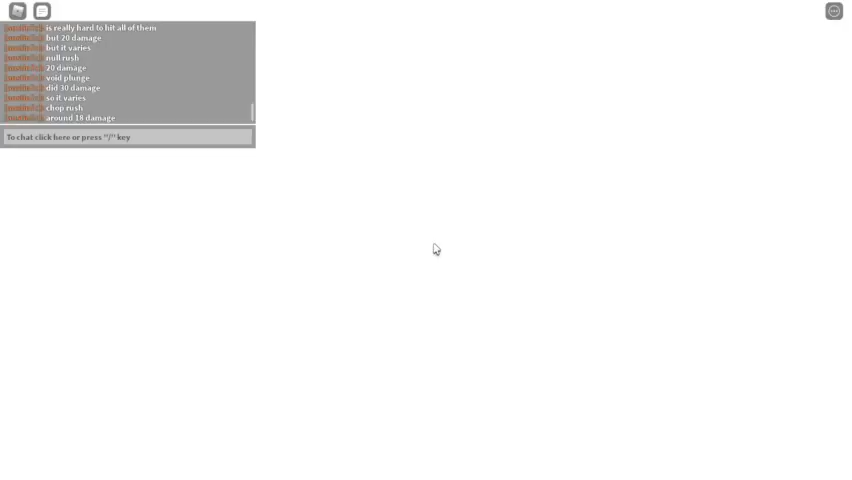 is really hard to hit all of them
but 20 damage
but it varies
null rush
20 damage
void plunge
did 30 damage
so it varies
chop rush
around 18 damage
To chat click here or press "/" key